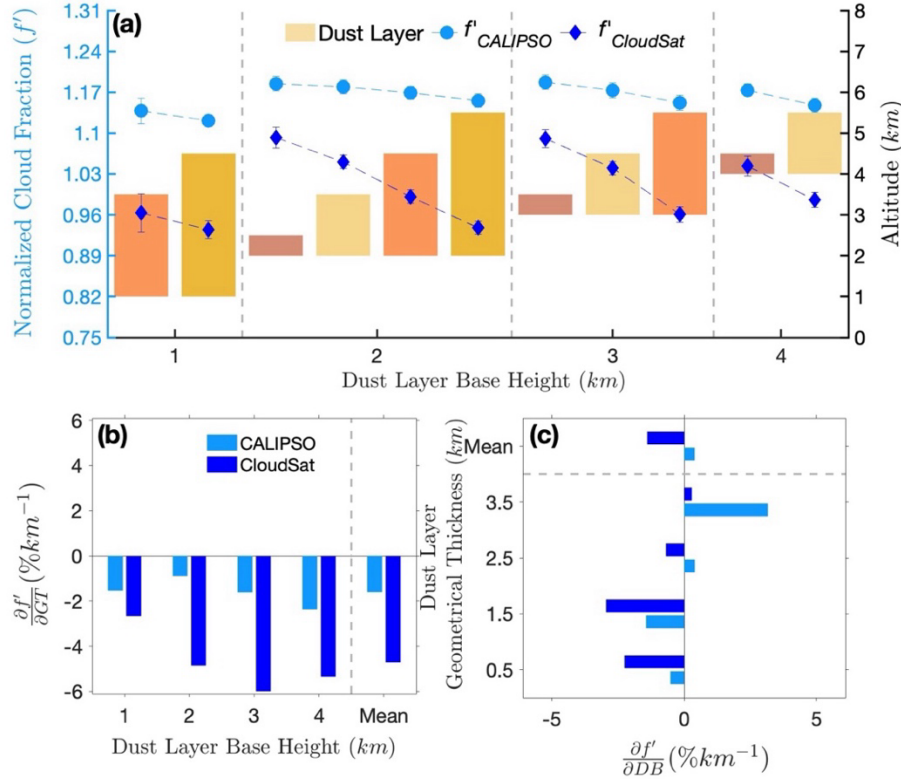 (a)
Dust Layer f'CALIPSO f'CloudSat
Normalized Cloud Fraction (f')
1.31
1.24
1.17
1.1
1.03
0.96
0.89
0.82
0.75
8
7
6
5
4
3
2
1
0
Altitude (km)
1 2 3 4
Dust Layer Base Height (km)
(b)
CALIPSO
CloudSat
∂f'/∂GT (%km⁻¹)
6
4
2
0
-2
-4
-6
1 2 3 4 Mean
Dust Layer Base Height (km)
(c)
Dust Layer
Geometrical Thickness (km)
Mean
3.5
2.5
1.5
0.5
-5 0 5
∂f'/∂DB (%km⁻¹)